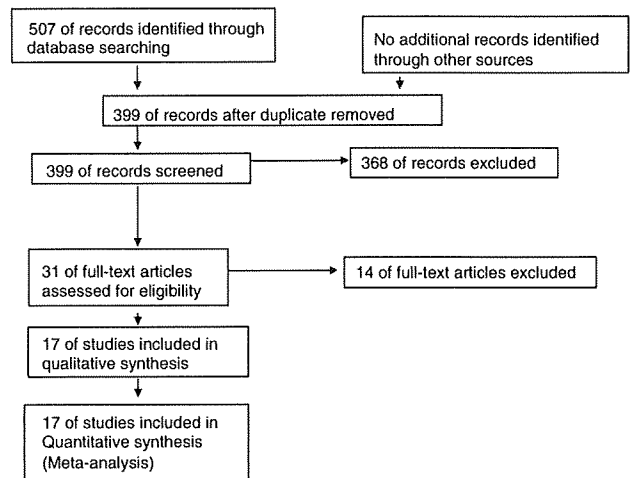 507 of records identified through
database searching
No additional records identified
through other sources
399 of records after duplicate removed
399 of records screened
368 of records excluded
31 of full-text articles
assessed for eligibility
14 of full-text articles excluded
17 of studies included in
qualitative synthesis
17 of studies included in
Quantitative synthesis
(Meta-analysis)